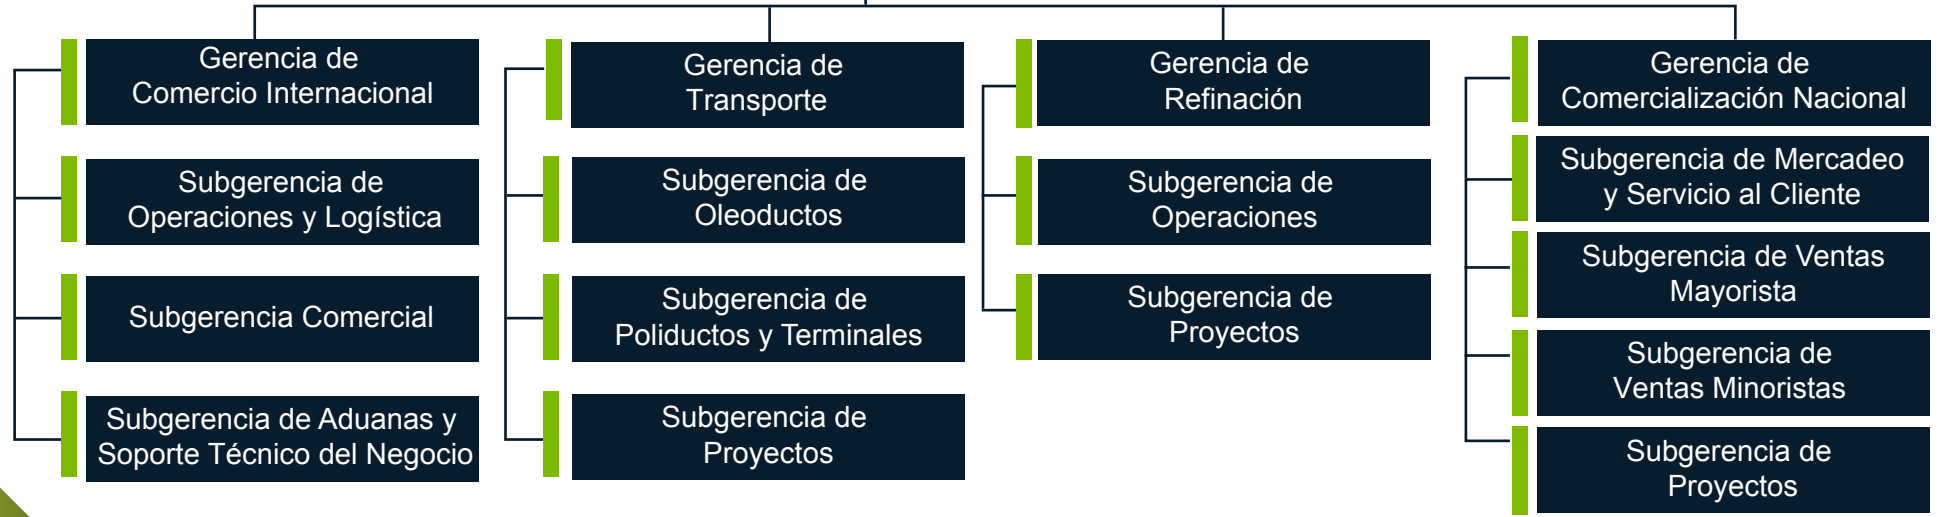 Gerencia de
Comercio Internacional
Subgerencia de
Operaciones y Logística
Subgerencia Comercial
Subgerencia de Aduanas y
Soporte Técnico del Negocio
Gerencia de
Transporte
Subgerencia de
Oleoductos
Subgerencia de
Poliductos y Terminales
Subgerencia de
Proyectos
Gerencia de
Refinación
Subgerencia de
Operaciones
Subgerencia de
Proyectos
Gerencia de
Comercialización Nacional
Subgerencia de Mercadeo
y Servicio al Cliente
Subgerencia de Ventas
Mayorista
Subgerencia de
Ventas Minoristas
Subgerencia de
Proyectos